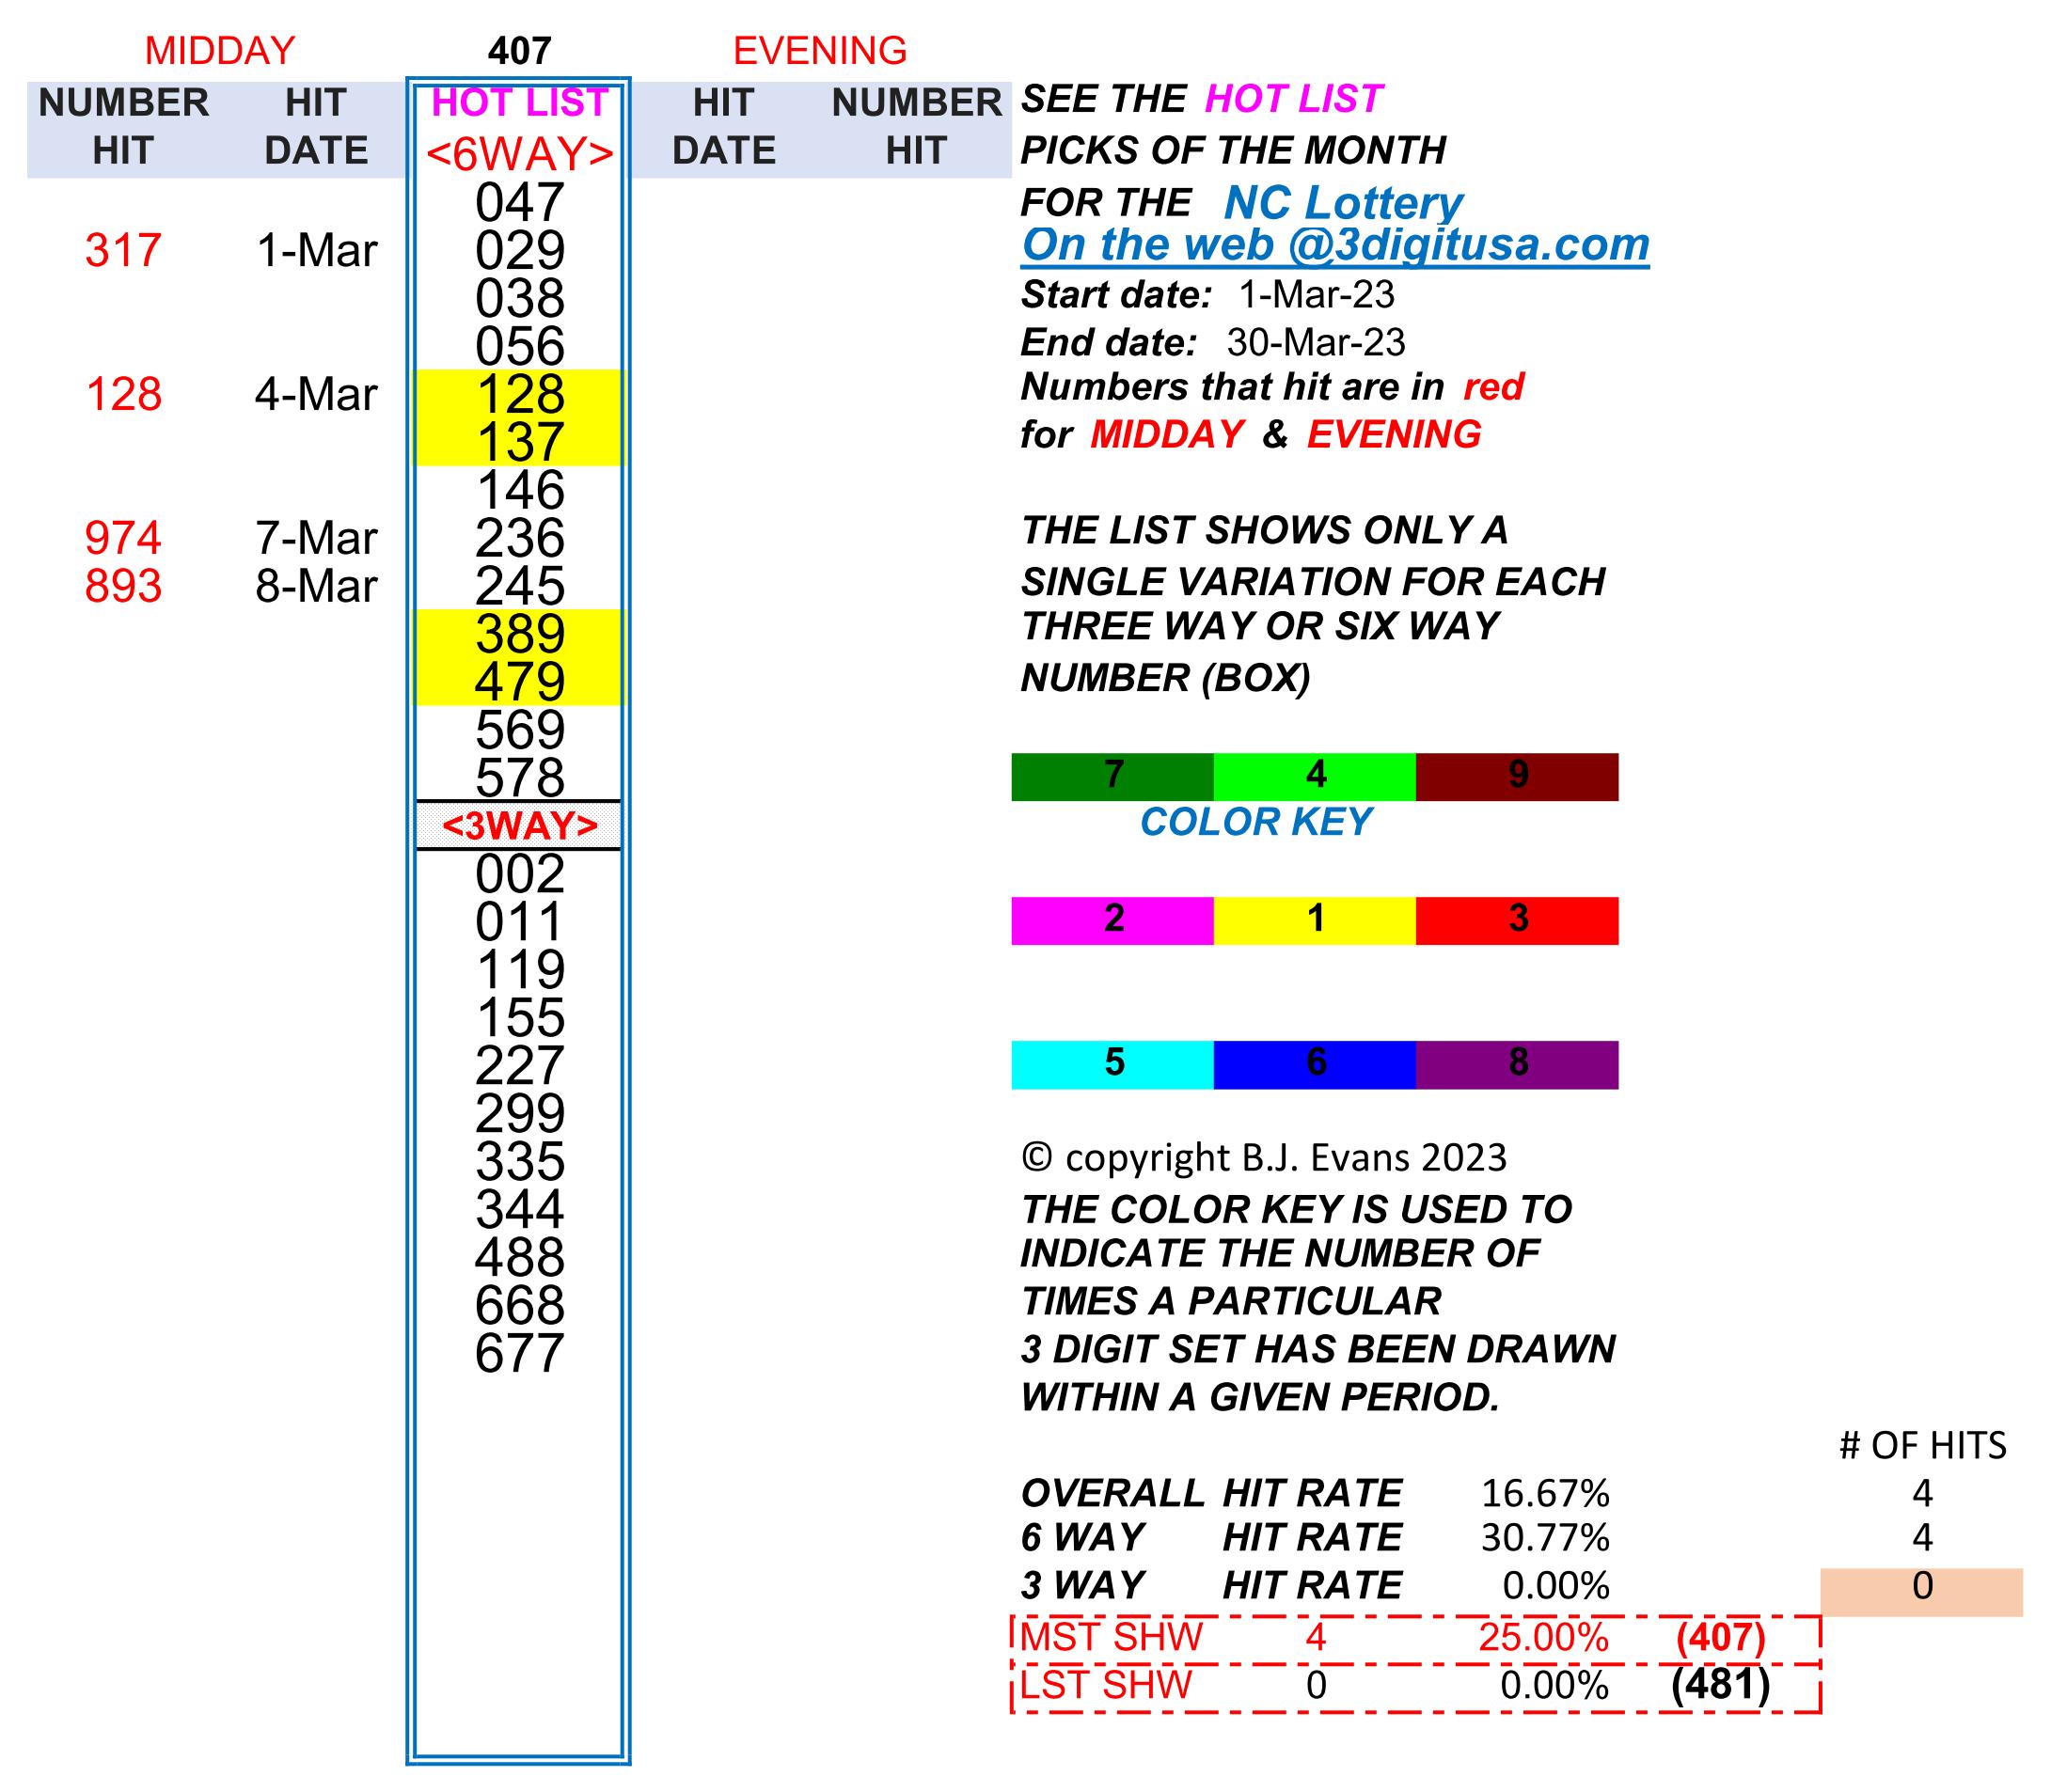 MIDDAY 407 EVENING
NUMBER HIT HOT LIST HIT NUMBER SEE THE HOT LIST
HIT DATE <6WAY> DATE HIT PICKS OF THE MONTH
047 FOR THE NC Lottery
317 1-Mar 029 On the web @3digitusa.com
038 Start date: 1-Mar-23
056 End date: 30-Mar-23
128 4-Mar 128 Numbers that hit are in red
137 for MIDDAY & EVENING
146
974 7-Mar 236 THE LIST SHOWS ONLY A
893 8-Mar 245 SINGLE VARIATION FOR EACH
389 THREE WAY OR SIX WAY
479 NUMBER (BOX)
569
578 7 4 9
<3WAY> COLOR KEY
002
011 2 1 3
119
155
227 5 6 8
299
335 © copyright B.J. Evans 2023
344 THE COLOR KEY IS USED TO
488 INDICATE THE NUMBER OF
668 TIMES A PARTICULAR
677 3 DIGIT SET HAS BEEN DRAWN
WITHIN A GIVEN PERIOD.
# OF HITS
OVERALL HIT RATE 16.67% 4
6 WAY HIT RATE 30.77% 4
3 WAY HIT RATE 0.00% 0
MST SHW 4 25.00% (407)
LST SHW 0 0.00% (481)